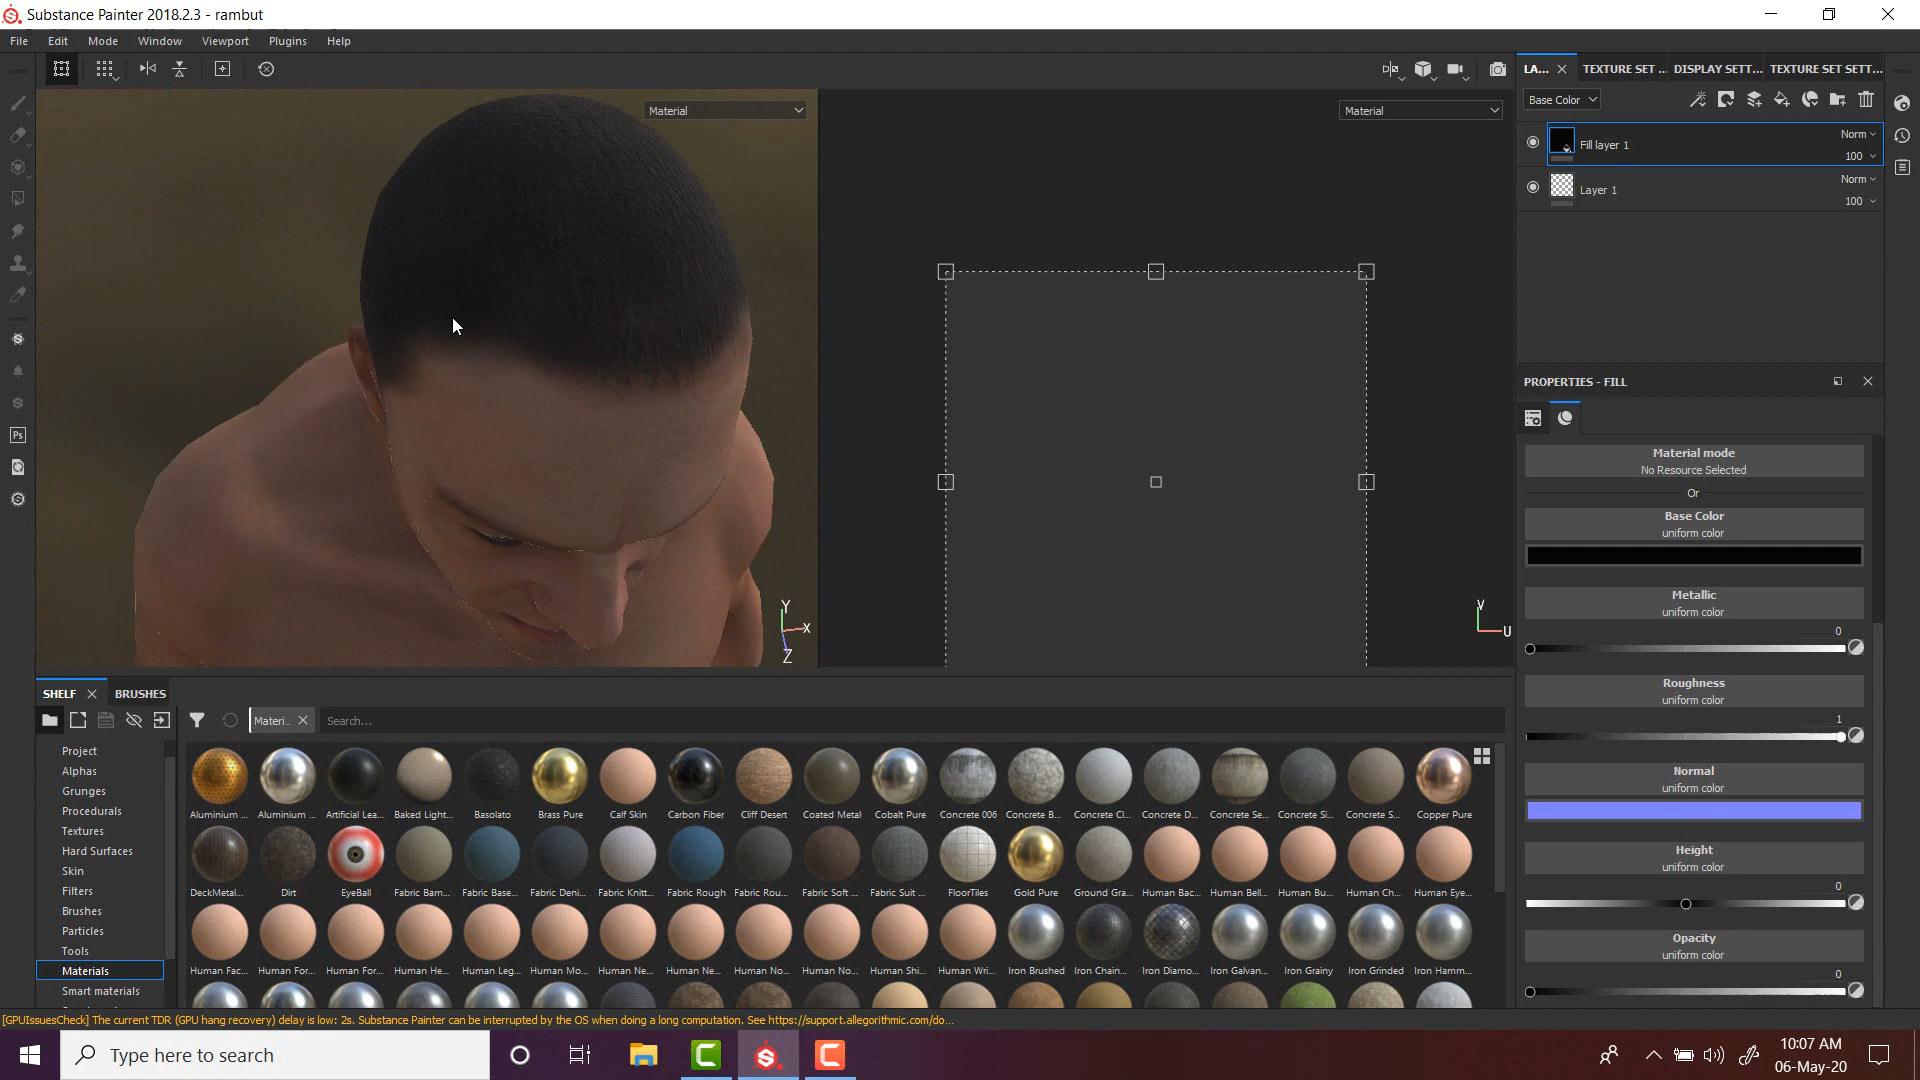 Substance Painter 2018.2.3 - rambut
File Edit Mode Window Viewport Plugins Help
Material
Material
LA... TEXTURE SET ... DISPLAY SETT... TEXTURE SET SETT...
Base Color
Fill layer 1 Norm
100
Layer 1 Norm
100
Y
X
Z
V
U
PROPERTIES - FILL
Material mode
No Resource Selected
Or
Base Color
uniform color
Metallic
uniform color
0
Roughness
uniform color
1
Normal
uniform color
Height
uniform color
0
Opacity
uniform color
0
Ps
SHELF BRUSHES
Materi.. Search...
Project
Alphas
Grunges
Procedurals
Textures
Hard Surfaces
Skin
Filters
Brushes
Particles
Tools
Materials
Smart materials
Aluminium ... Aluminium ... Artificial Lea... Baked Light... Basolato Brass Pure Calf Skin Carbon Fiber Cliff Desert Coated Metal Cobalt Pure Concrete 006 Concrete B... Concrete Cl... Concrete D... Concrete Se... Concrete Si... Concrete S... Copper Pure
DeckMetal... Dirt EyeBall Fabric Bam... Fabric Base... Fabric Deni... Fabric Knitt... Fabric Rough Fabric Rou... Fabric Soft ... Fabric Suit ... FloorTiles Gold Pure Ground Gra... Human Bac... Human Bell... Human Bu... Human Ch... Human Eye...
Human Fac... Human For... Human For... Human He... Human Leg... Human Mo... Human Ne... Human Ne... Human No... Human No... Human Shi... Human Wri... Iron Brushed Iron Chain... Iron Diamo... Iron Galvan... Iron Grainy Iron Grinded Iron Hamm...
[GPUIssuesCheck] The current TDR (GPU hang recovery) delay is low: 2s. Substance Painter can be interrupted by the OS when doing a long computation. See https://support.allegorithmic.com/do...
Type here to search
10:07 AM
06-May-20